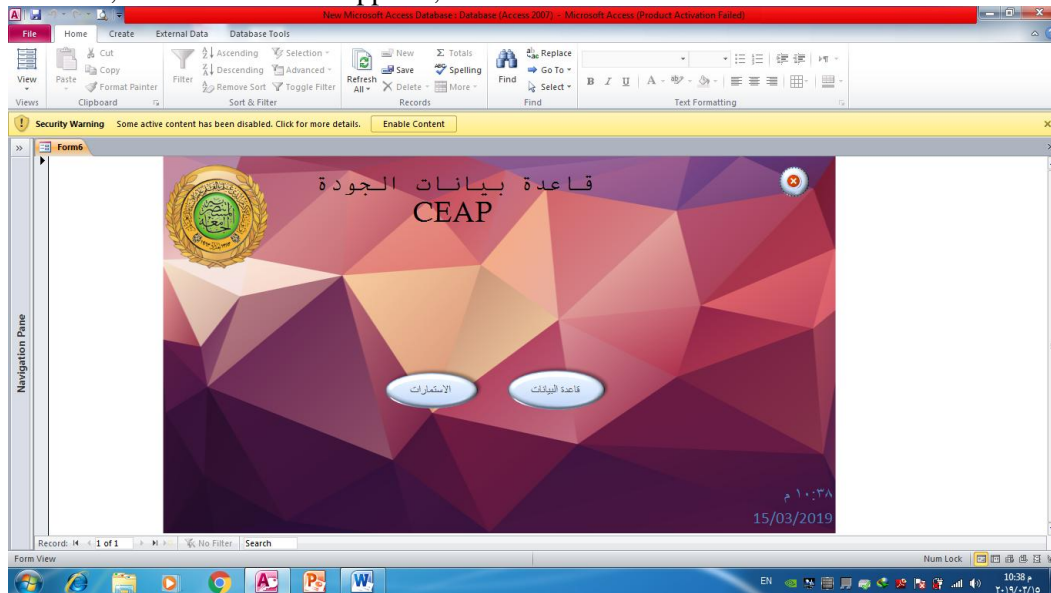 New Microsoft Access Database : Database (Access 2007) - Microsoft Access (Product Activation Failed)
File Home Create External Data Database Tools
View Paste Cut Copy Format Painter Filter Ascending Descending Remove Sort Selection Advanced Toggle Filter Refresh All New Save Delete Totals Spelling More Find Replace Go To Select B I U A
Views Clipboard Sort & Filter Records Find Text Formatting
Security Warning Some active content has been disabled. Click for more details. Enable Content
Form6
Navigation Pane
قاعدة بيانات الجودة
CEAP
قاعدة البيانات الاستمارات
١٠:٣٨ م
15/03/2019
Record: 1 of 1 No Filter Search
Form View Num Lock
EN 10:38 م
٢٠١٩/٠٣/١٥